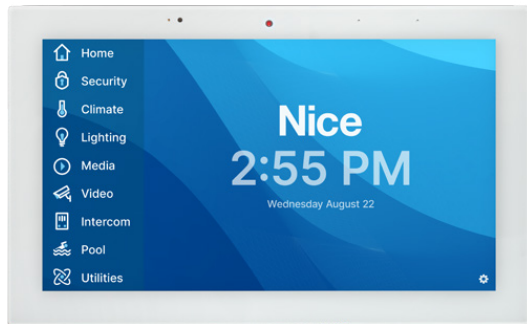 Home
Security
Climate
Lighting
Media
Video
Intercom
Pool
Utilities
Nice
2:55 PM
Wednesday August 22